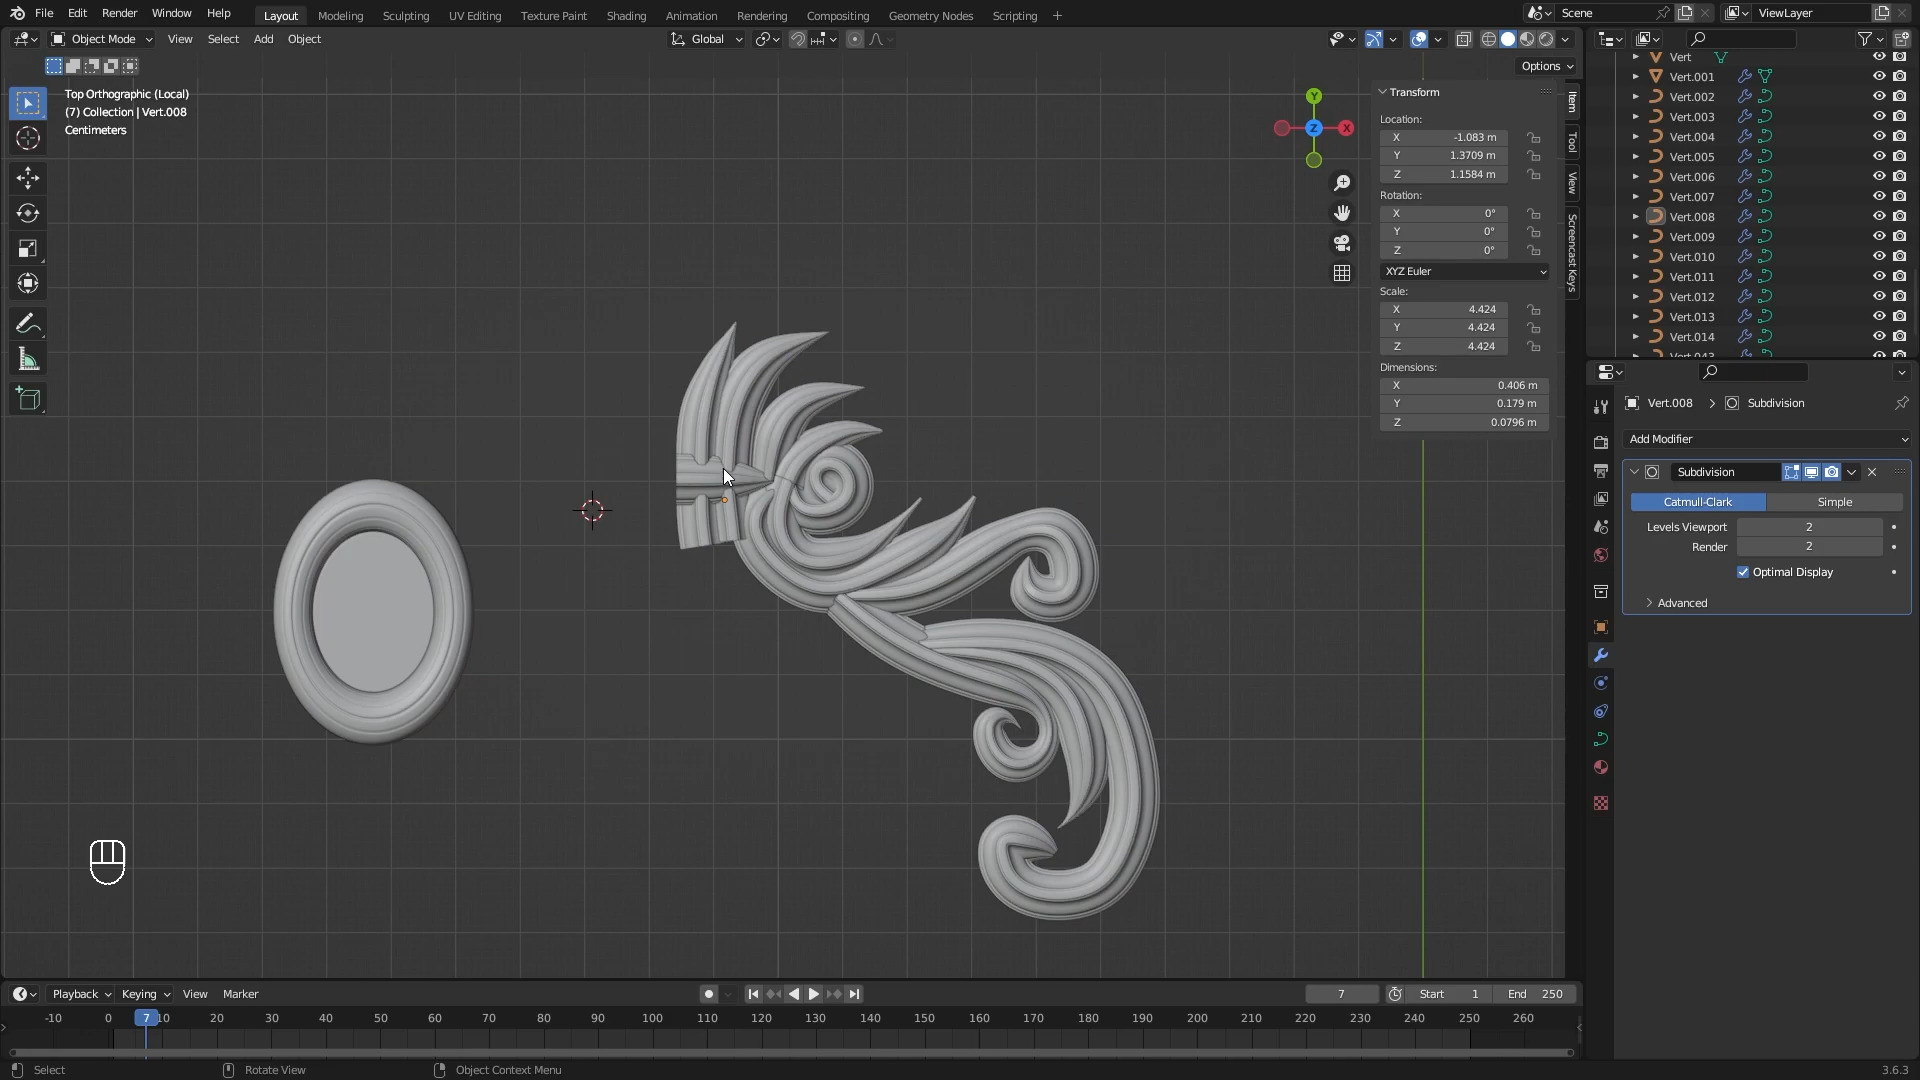 File Edit Render Window Help Layout Modeling Sculpting UV Editing Texture Paint Shading Animation Rendering Compositing Geometry Nodes Scripting + Scene ViewLayer
Object Mode View Select Add Object Global
Options
Top Orthographic (Local)
(7) Collection | Vert.008
Centimeters
Y
X
Z
Transform
Location:
X -1.083 m
Y 1.3709 m
Z 1.1584 m
Rotation:
X 0°
Y 0°
Z 0°
XYZ Euler
Scale:
X 4.424
Y 4.424
Z 4.424
Dimensions:
X 0.406 m
Y 0.179 m
Z 0.0796 m
Item
Tool
View
Screencast Keys
Vert
Vert.001
Vert.002
Vert.003
Vert.004
Vert.005
Vert.006
Vert.007
Vert.008
Vert.009
Vert.010
Vert.011
Vert.012
Vert.013
Vert.014
Vert.008 > Subdivision
Add Modifier
Subdivision
Catmull-Clark Simple
Levels Viewport 2
Render 2
Optimal Display
Advanced
Playback Keying View Marker 7 Start 1 End 250
-10 0 7 10 20 30 40 50 60 70 80 90 100 110 120 130 140 150 160 170 180 190 200 210 220 230 240 250 260
Select Rotate View Object Context Menu 3.6.3